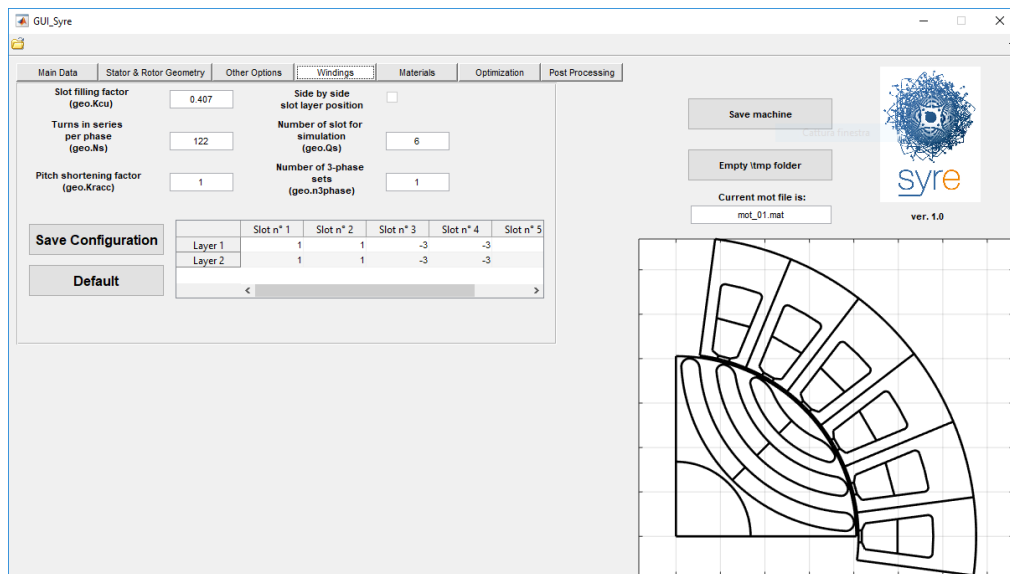 GUI_Syre
Main Data Stator & Rotor Geometry Other Options Windings Materials Optimization Post Processing
Slot filling factor
(geo.Kcu)
0.407
Side by side
slot layer position
Turns in series
per phase
(geo.Ns)
122
Number of slot for
simulation
(geo.Qs)
6
Pitch shortening factor
(geo.Kracc)
1
Number of 3-phase
sets
(geo.n3phase)
1
Save Configuration
Default
Slot n° 1 Slot n° 2 Slot n° 3 Slot n° 4 Slot n° 5
Layer 1 1 1 -3 -3
Layer 2 1 1 -3 -3
Save machine
Cattura finestra
Empty \tmp folder
Current mot file is:
mot_01.mat
syre
ver. 1.0